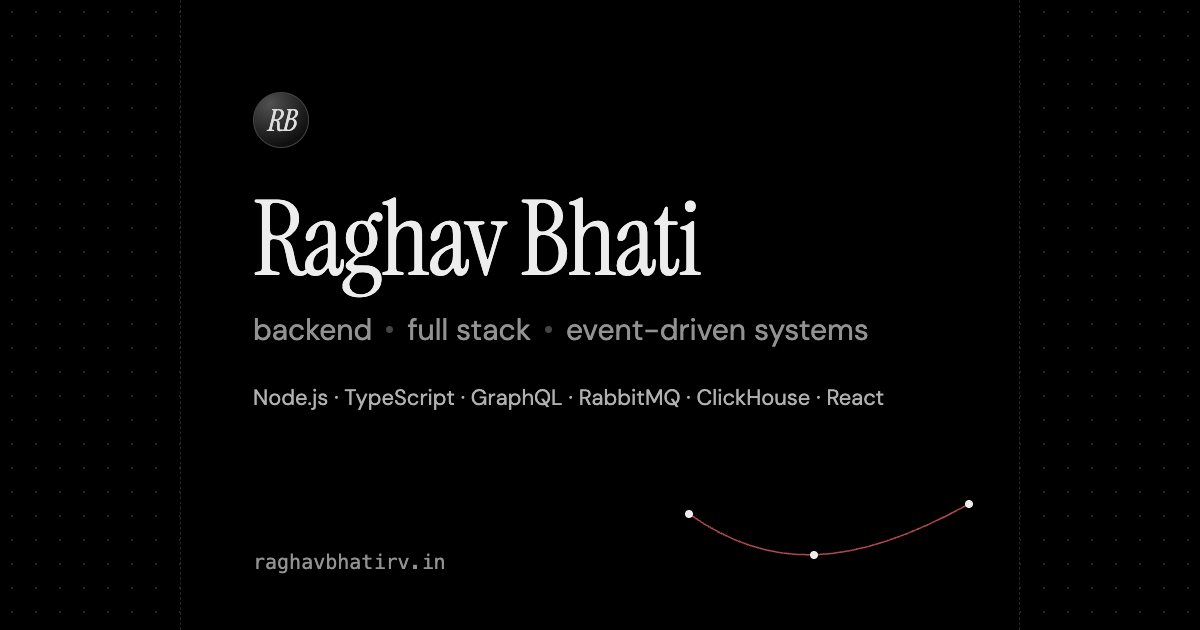 RB
Raghav Bhati
backend • full stack • event-driven systems
Node.js · TypeScript · GraphQL · RabbitMQ · ClickHouse · React
raghavbhatirv.in